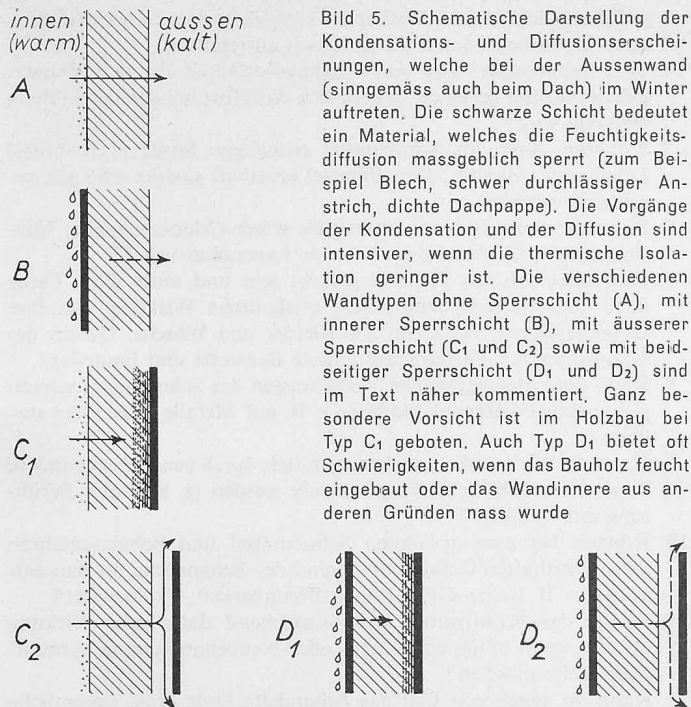 innen
(warm)
aussen
(kalt)
A
B
C₁
C₂
D₁
D₂
Bild 5. Schematische Darstellung der
Kondensations- und Diffusionserschei-
nungen, welche bei der Aussenwand
(sinngemäss auch beim Dach) im Winter
auftreten. Die schwarze Schicht bedeutet
ein Material, welches die Feuchtigkeits-
diffusion massgeblich sperrt (zum Bei-
spiel Blech, schwer durchlässiger An-
strich, dichte Dachpappe). Die Vorgänge
der Kondensation und der Diffusion sind
intensiver, wenn die thermische Isola-
tion geringer ist. Die verschiedenen
Wandtypen ohne Sperrschicht (A), mit
innerer Sperrschicht (B), mit äusserer
Sperrschicht (C₁ und C₂) sowie mit beid-
seitiger Sperrschicht (D₁ und D₂) sind
im Text näher kommentiert. Ganz be-
sondere Vorsicht ist im Holzbau bei
Typ C₁ geboten. Auch Typ D₁ bietet oft
Schwierigkeiten, wenn das Bauholz feucht
eingebaut oder das Wandinnere aus an-
deren Gründen nass wurde